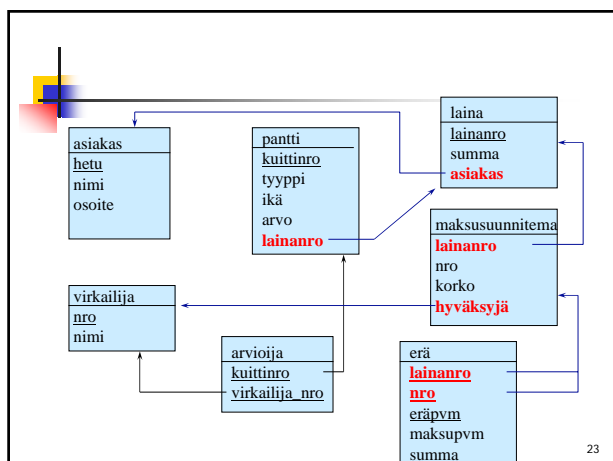 asiakas
hetu
nimi
osoite
pantti
kuittinro
tyyppi
ikä
arvo
lainanro
laina
lainanro
summa
asiakas
maksusuunnitema
lainanro
nro
korko
hyväksyjä
virkailija
nro
nimi
arvioija
kuittinro
virkailija_nro
erä
lainanro
nro
eräpvm
maksupvm
summa
23